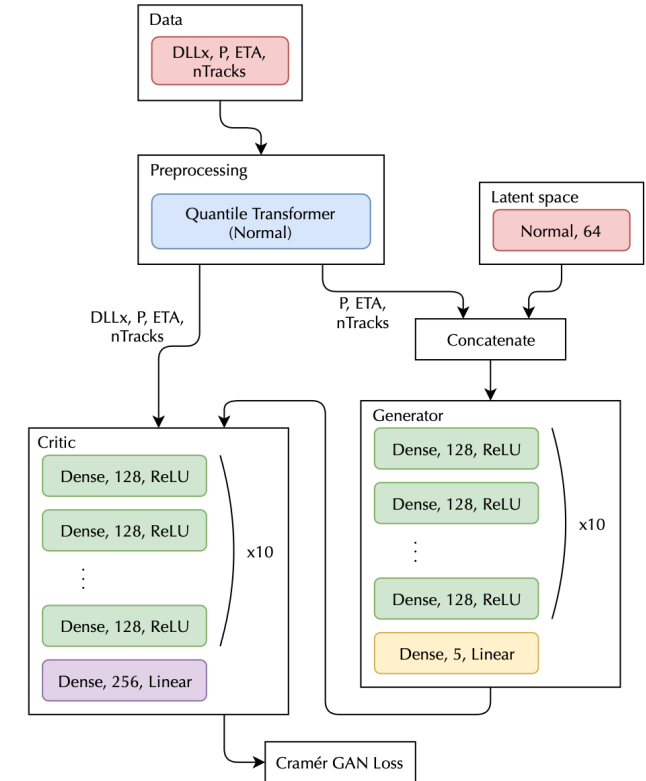 Data
DLLx, P, ETA,
nTracks
Preprocessing
Quantile Transformer
(Normal)
Latent space
Normal, 64
DLLx, P, ETA,
nTracks
P, ETA,
nTracks
Concatenate
Critic
Dense, 128, ReLU
Dense, 128, ReLU
Dense, 128, ReLU
x10
Dense, 256, Linear
Generator
Dense, 128, ReLU
Dense, 128, ReLU
Dense, 128, ReLU
x10
Dense, 5, Linear
Cramér GAN Loss